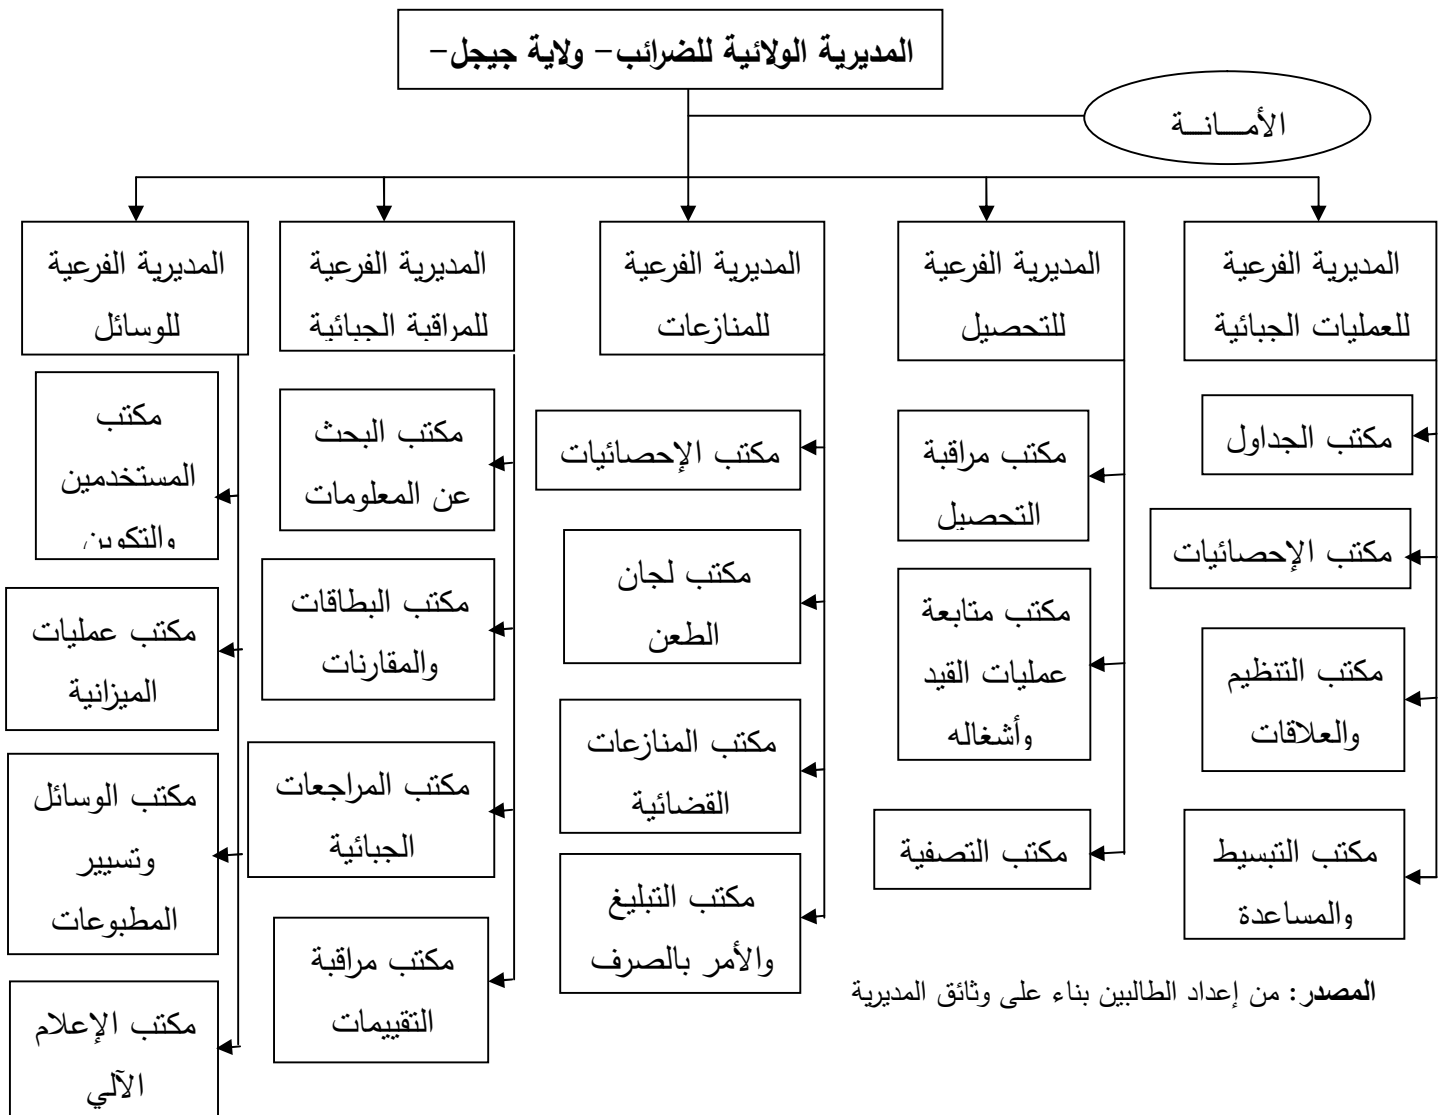 المديرية الولائية للضرائب- ولاية جيجل-
الأمـــانـــة
المديرية الفرعية
للعمليات الجبائية
مكتب الجداول
مكتب الإحصائيات
مكتب التنظيم
والعلاقات
مكتب التبسيط
والمساعدة
المديرية الفرعية
للتحصيل
مكتب مراقبة
التحصيل
مكتب متابعة
عمليات القيد
وأشغاله
مكتب التصفية
المديرية الفرعية
للمنازعات
مكتب الإحصائيات
مكتب لجان
الطعن
مكتب المنازعات
القضائية
مكتب التبليغ
والأمر بالصرف
المديرية الفرعية
للمراقبة الجبائية
مكتب البحث
عن المعلومات
مكتب البطاقات
والمقارنات
مكتب المراجعات
الجبائية
مكتب مراقبة
التقييمات
المديرية الفرعية
للوسائل
مكتب
المستخدمين
والتكوين
مكتب عمليات
الميزانية
مكتب الوسائل
وتسيير
المطبوعات
مكتب الإعلام
الآلي
المصدر: من إعداد الطالبين بناء على وثائق المديرية